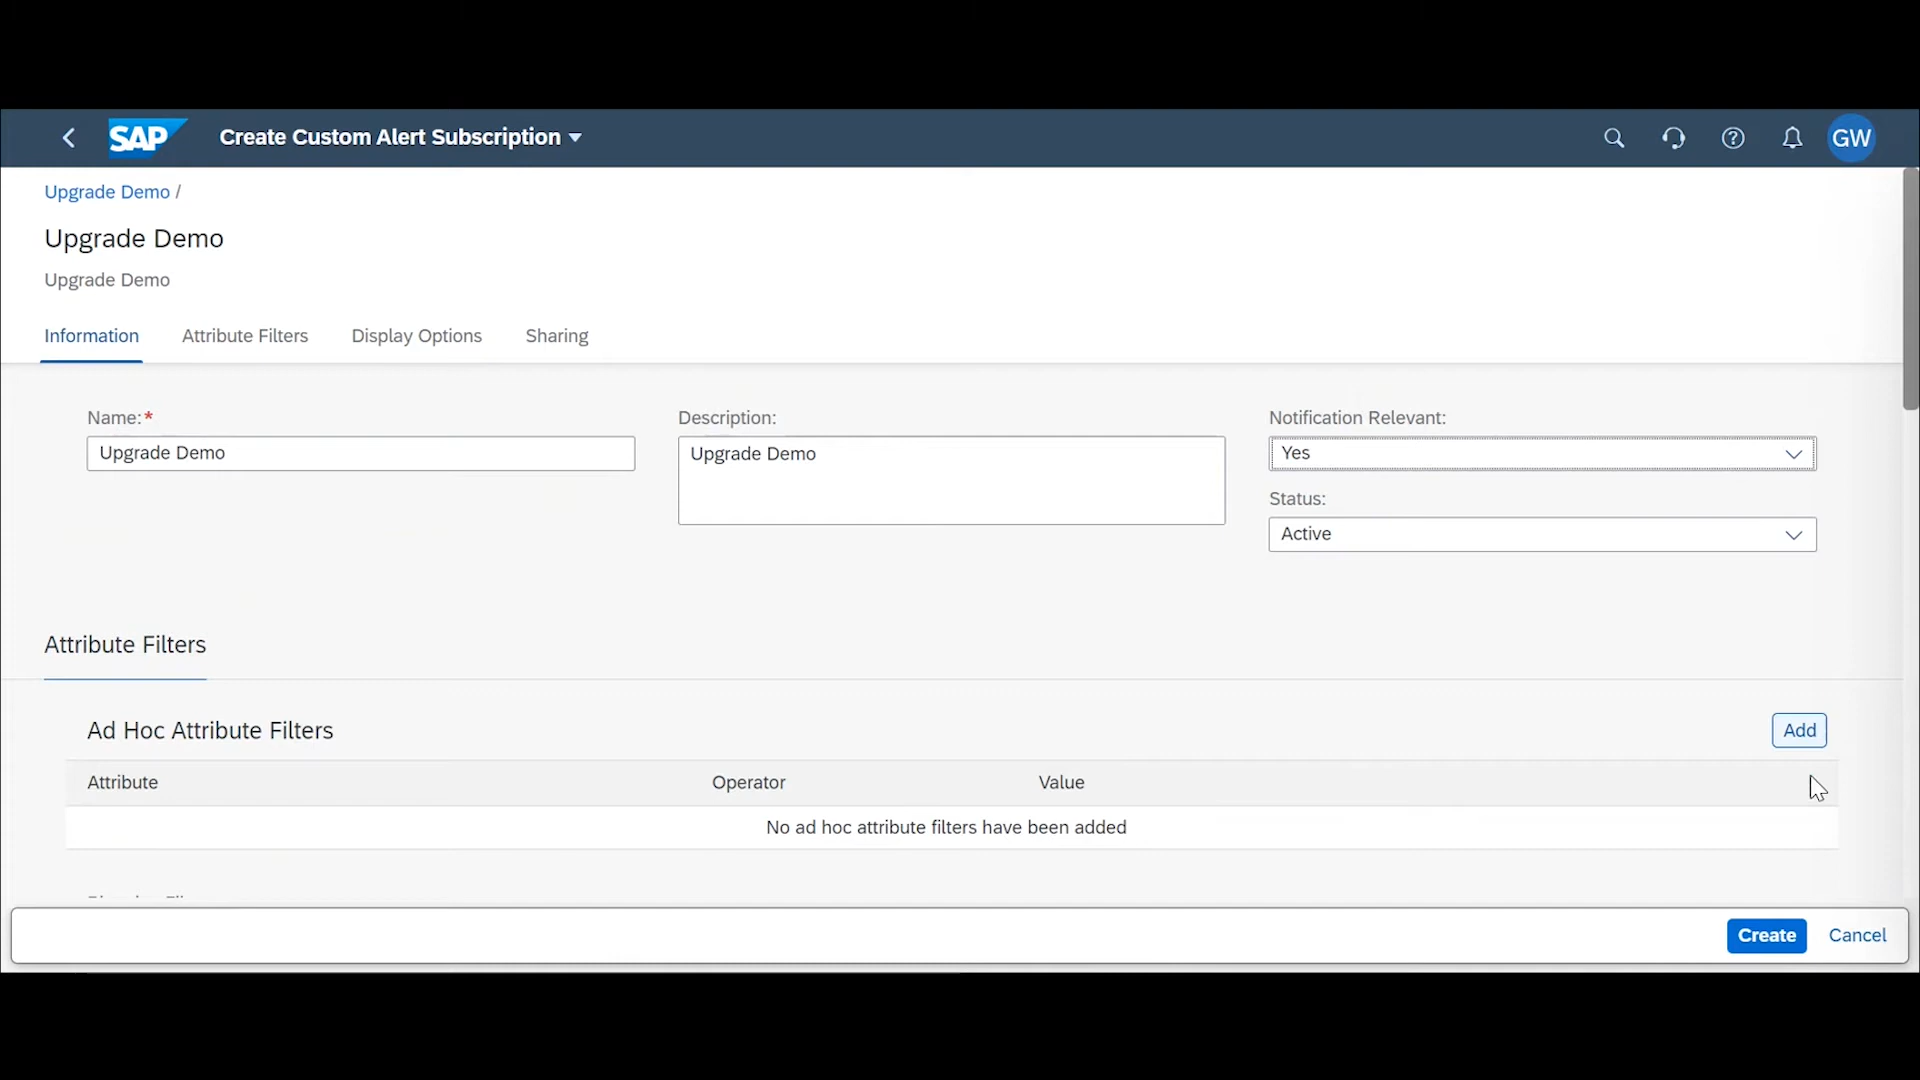 SAP
Create Custom Alert Subscription
GW
Upgrade Demo /
Upgrade Demo
Upgrade Demo
Information
Attribute Filters
Display Options
Sharing
Name:*
Description:
Notification Relevant:
Upgrade Demo
Upgrade Demo
Yes
Status:
Active
Attribute Filters
Ad Hoc Attribute Filters
Add
Attribute
Operator
Value
No ad hoc attribute filters have been added
Create
Cancel